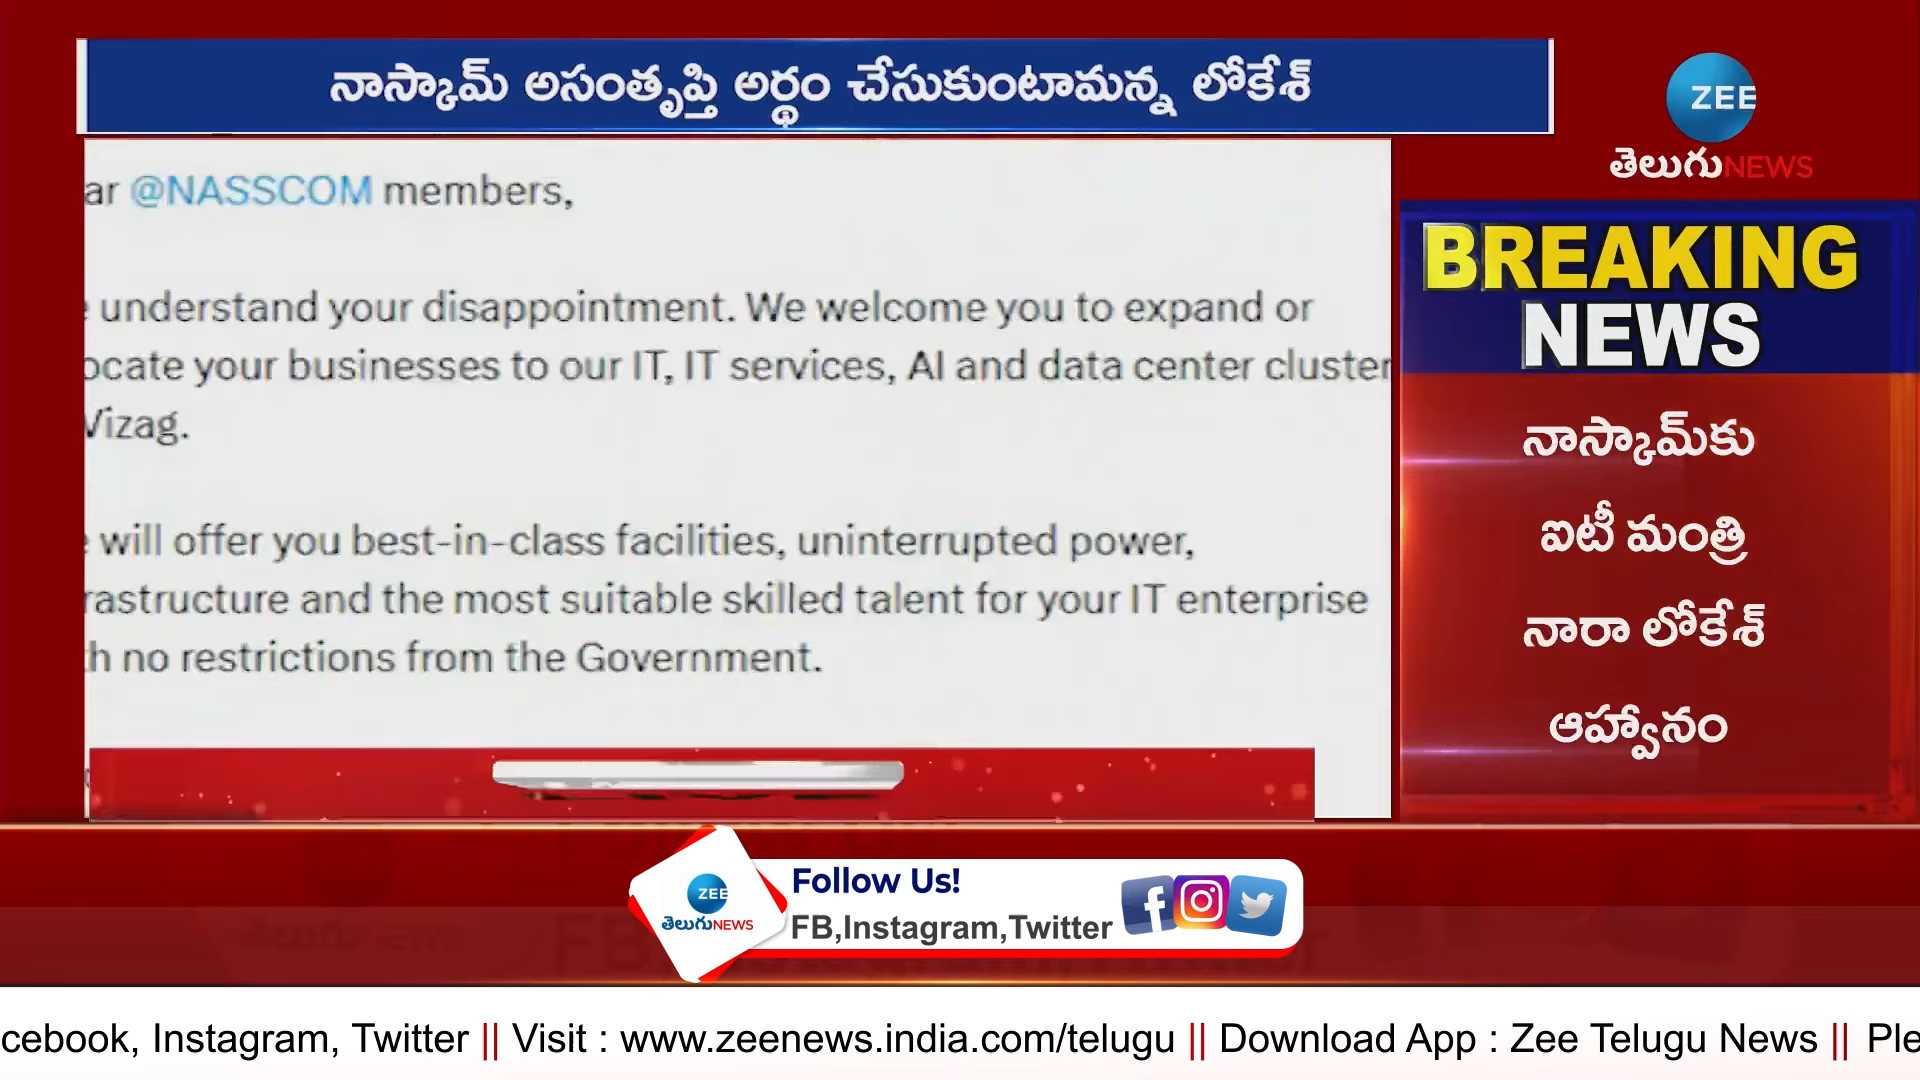 నాస్కామ్ అసంతృప్తి అర్థం చేసుకుంటామన్న లోకేశ్
ZEE
తెలుగు NEWS
ar @NASSCOM members,
understand your disappointment. We welcome you to expand or
ocate your businesses to our IT, IT services, AI and data center cluster
Vizag.
will offer you best-in-class facilities, uninterrupted power,
rastructure and the most suitable skilled talent for your IT enterprise
h no restrictions from the Government.
BREAKING
NEWS
నాస్కామ్‌కు
ఐటీ మంత్రి
నారా లోకేశ్
ఆహ్వానం
ZEE
తెలుగు NEWS
Follow Us!
FB,Instagram,Twitter
cebook, Instagram, Twitter || Visit : www.zeenews.india.com/telugu || Download App : Zee Telugu News || Ple